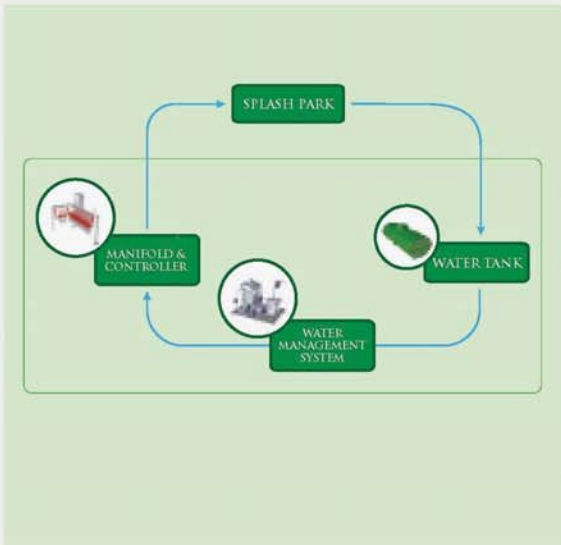 SPLASH PARK
MANIFOLD &
CONTROLLER
WATER TANK
WATER
MANAGEMENT
SYSTEM